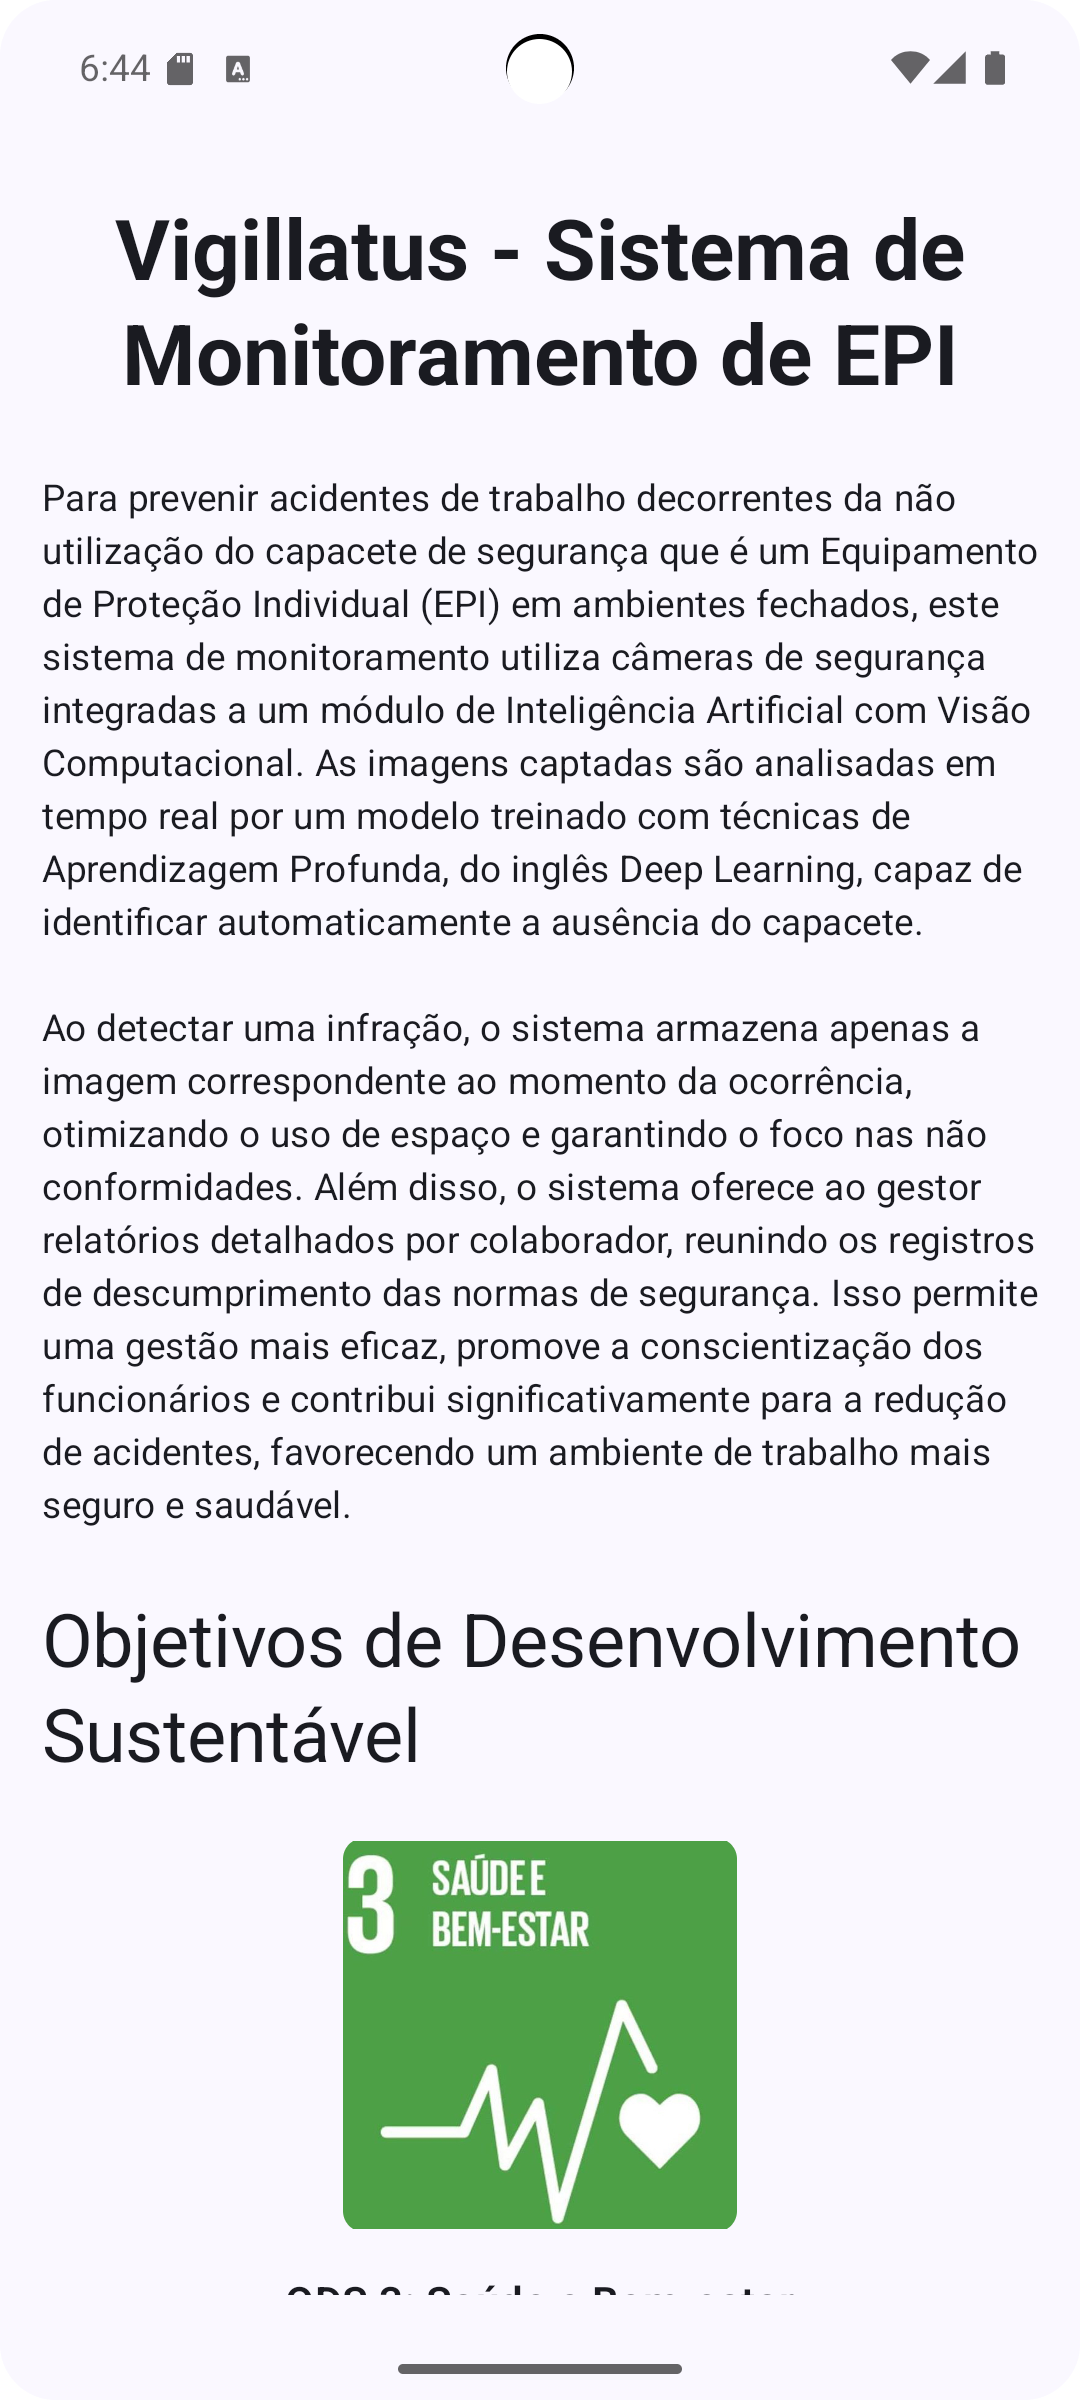 6:44
Vigillatus - Sistema de
Monitoramento de EPI
Para prevenir acidentes de trabalho decorrentes da não
utilização do capacete de segurança que é um Equipamento
de Proteção Individual (EPI) em ambientes fechados, este
sistema de monitoramento utiliza câmeras de segurança
integradas a um módulo de Inteligência Artificial com Visão
Computacional. As imagens captadas são analisadas em
tempo real por um modelo treinado com técnicas de
Aprendizagem Profunda, do inglês Deep Learning, capaz de
identificar automaticamente a ausência do capacete.
Ao detectar uma infração, o sistema armazena apenas a
imagem correspondente ao momento da ocorrência,
otimizando o uso de espaço e garantindo o foco nas não
conformidades. Além disso, o sistema oferece ao gestor
relatórios detalhados por colaborador, reunindo os registros
de descumprimento das normas de segurança. Isso permite
uma gestão mais eficaz, promove a conscientização dos
funcionários e contribui significativamente para a redução
de acidentes, favorecendo um ambiente de trabalho mais
seguro e saudável.
Objetivos de Desenvolvimento
Sustentável
3 SAÚDE E
BEM-ESTAR